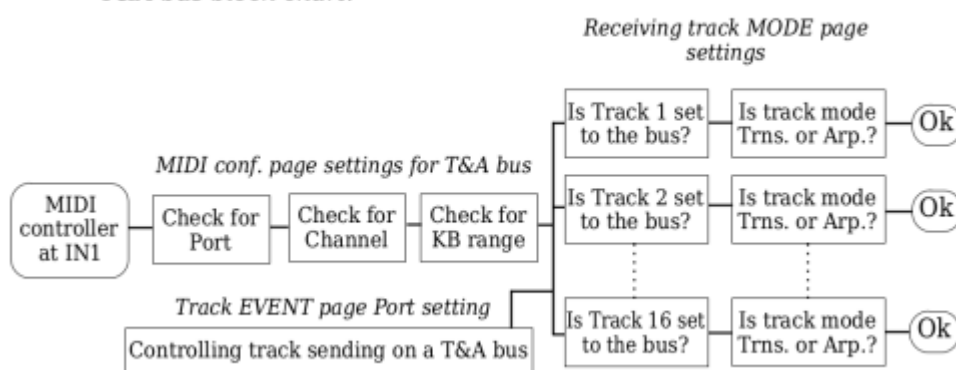 Receiving track MODE page
settings
Is Track 1 set
to the bus?
Is track mode
Trns. or Arp.?
Ok
MIDI conf. page settings for T&A bus
MIDI
controller
at IN1
Check for
Port
Check for
Channel
Check for
KB range
Is Track 2 set
to the bus?
Is track mode
Trns. or Arp.?
Ok
Track EVENT page Port setting
Controlling track sending on a T&A bus
Is Track 16 set
to the bus?
Is track mode
Trns. or Arp.?
Ok